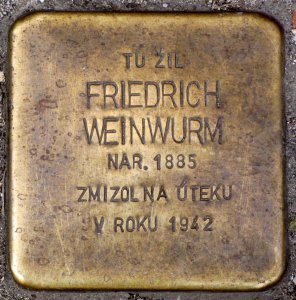 TU ŽIL
FRIEDRICH
WEINWURM
NAR. 1885
ZMIZOL NA ÚTEKU
V ROKU 1942